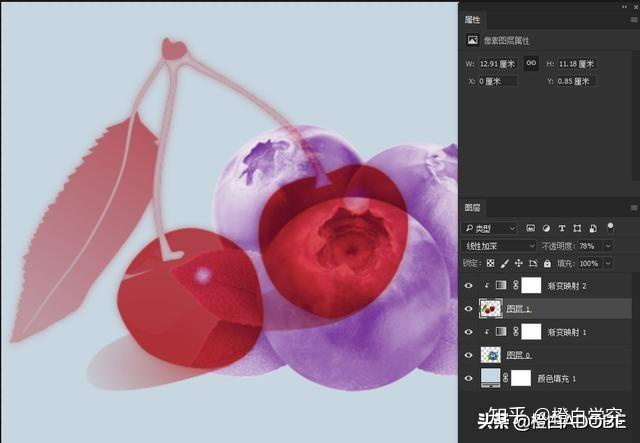 属性
像素图层属性
W: 12.91 厘米 H: 11.18 厘米
X: 0 厘米 Y: 0.85 厘米
图层
类型
线性加深 不透明度: 78%
锁定: 填充: 100%
渐变映射 2
图层 1
渐变映射 1
图层 0
颜色填充 1
知乎 @橙白学究
头条 @橙白ADOBE